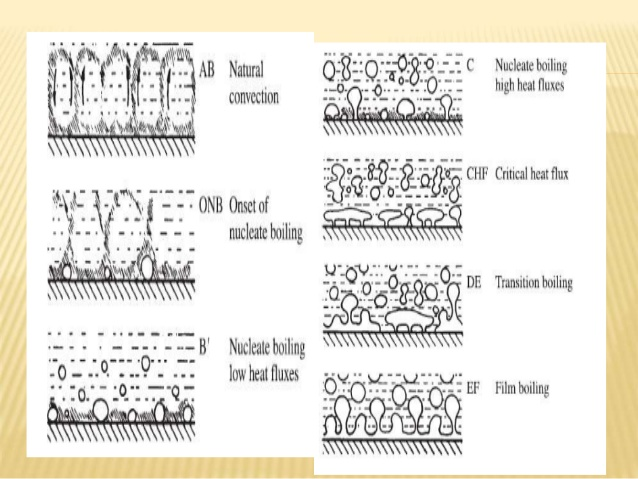 AB Natural
convection
ONB Onset of
nucleate boiling
B' Nucleate boiling
low heat fluxes
C Nucleate boiling
high heat fluxes
CHF Critical heat flux
DE Transition boiling
EF Film boiling